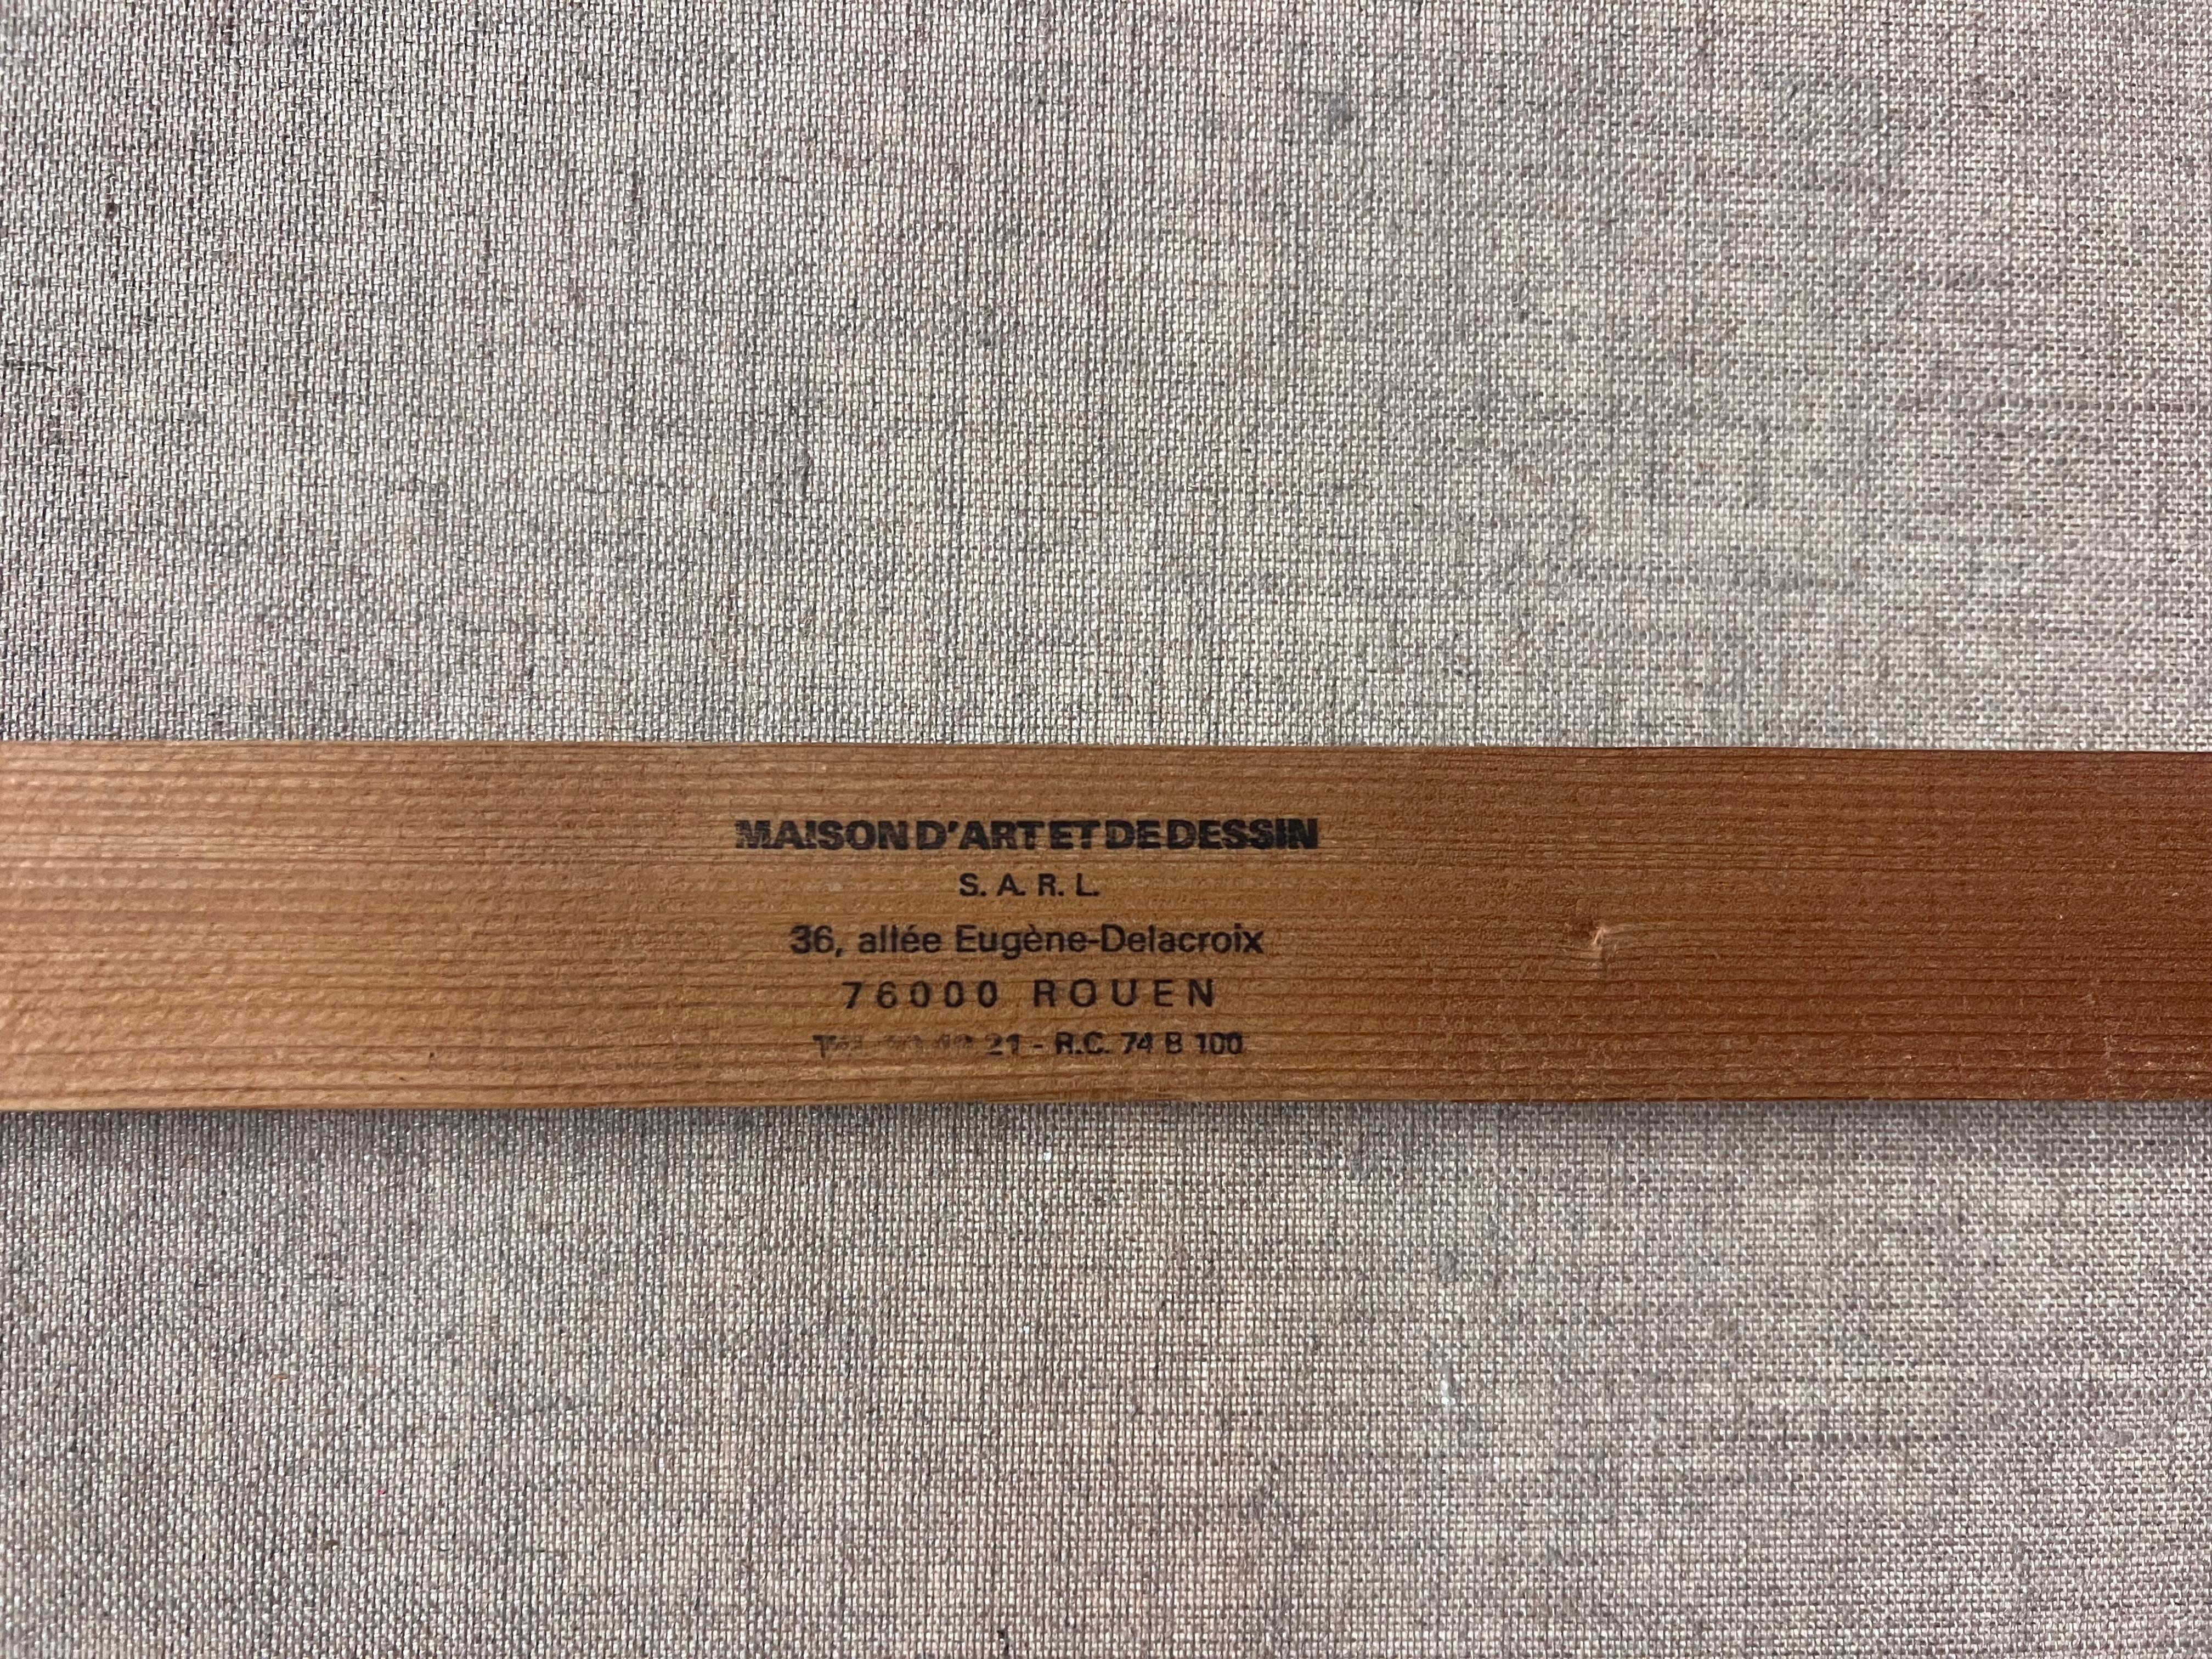 MAISON D'ART ET DE DESSIN
S. A. R. L.
36, allée Eugène-Delacroix
76000 ROUEN
21 - R.C. 74 B 100